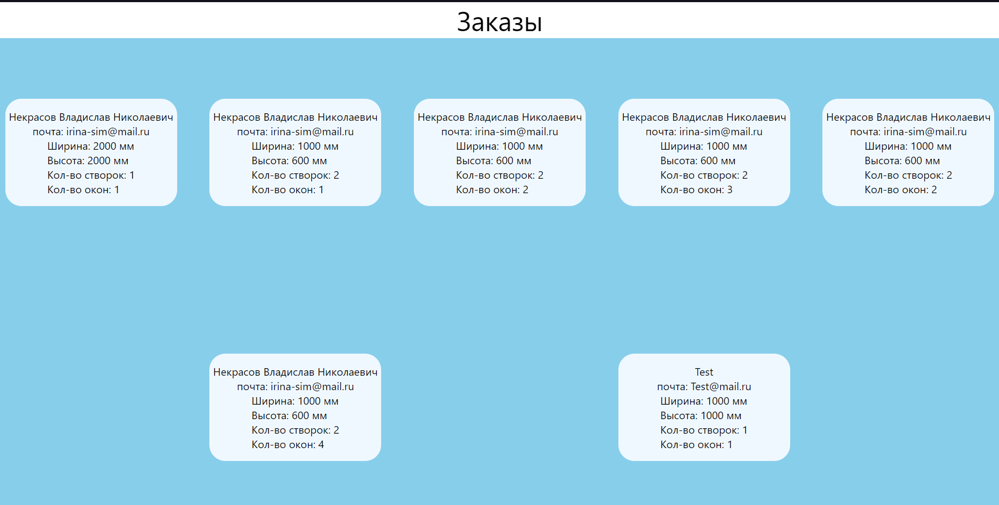 Заказы
Некрасов Владислав Николаевич
почта: irina-sim@mail.ru
Ширина: 2000 мм
Высота: 2000 мм
Кол-во створок: 1
Кол-во окон: 1
Некрасов Владислав Николаевич
почта: irina-sim@mail.ru
Ширина: 1000 мм
Высота: 600 мм
Кол-во створок: 2
Кол-во окон: 1
Некрасов Владислав Николаевич
почта: irina-sim@mail.ru
Ширина: 1000 мм
Высота: 600 мм
Кол-во створок: 2
Кол-во окон: 2
Некрасов Владислав Николаевич
почта: irina-sim@mail.ru
Ширина: 1000 мм
Высота: 600 мм
Кол-во створок: 2
Кол-во окон: 3
Некрасов Владислав Николаевич
почта: irina-sim@mail.ru
Ширина: 1000 мм
Высота: 600 мм
Кол-во створок: 2
Кол-во окон: 2
Некрасов Владислав Николаевич
почта: irina-sim@mail.ru
Ширина: 1000 мм
Высота: 600 мм
Кол-во створок: 2
Кол-во окон: 4
Test
почта: Test@mail.ru
Ширина: 1000 мм
Высота: 1000 мм
Кол-во створок: 1
Кол-во окон: 1